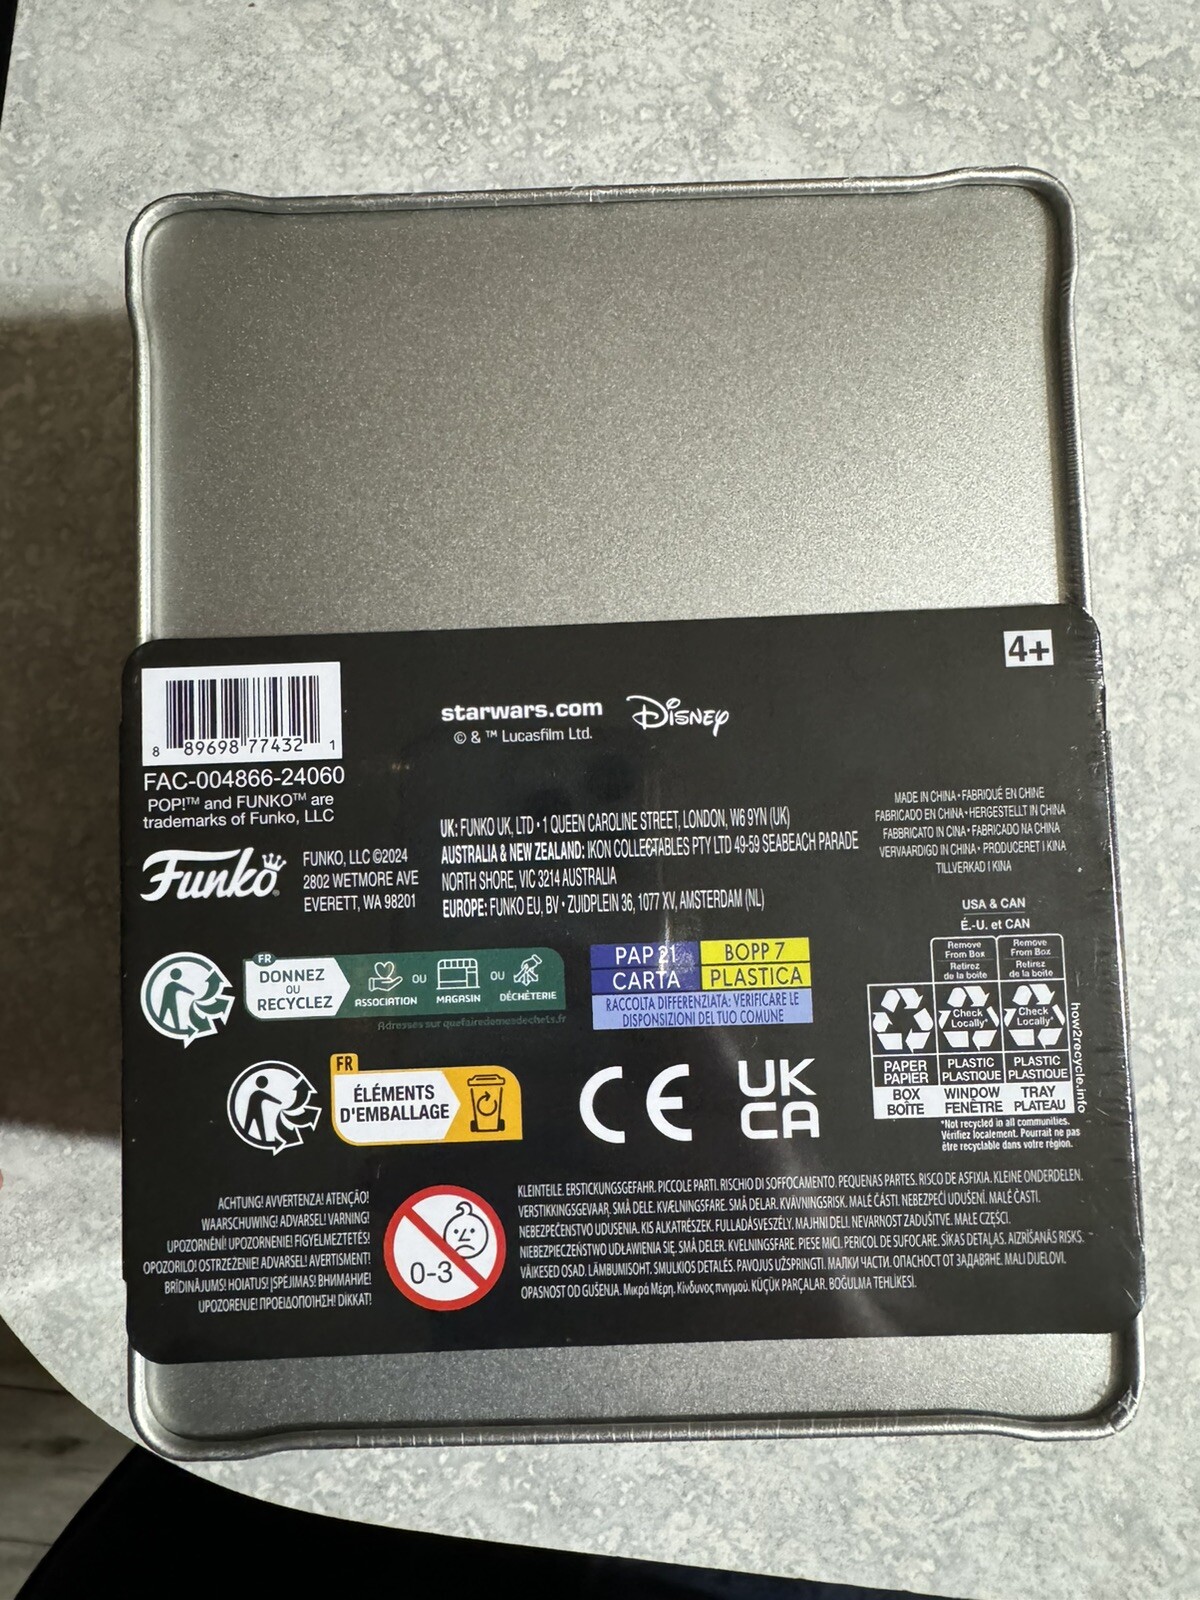 4+
8 89698 77432 1
FAC-004866-24060
POP!™ and FUNKO™ are
trademarks of Funko, LLC
starwars.com Disney
© & ™ Lucasfilm Ltd.
Funko®
FUNKO, LLC ©2024
2802 WETMORE AVE
EVERETT, WA 98201
UK: FUNKO UK, LTD • 1 QUEEN CAROLINE STREET, LONDON, W6 9YN (UK)
AUSTRALIA & NEW ZEALAND: IKON COLLECTABLES PTY LTD 49-59 SEABEACH PARADE
NORTH SHORE, VIC 3214 AUSTRALIA
EUROPE: FUNKO EU, BV • ZUIDPLEIN 36, 1077 XV, AMSTERDAM (NL)
MADE IN CHINA • FABRIQUÉ EN CHINE
FABRICADO EN CHINA • HERGESTELLT IN CHINA
FABBRICATO IN CINA • FABRICADO NA CHINA
VERVAARDIGD IN CHINA • PRODUCERET I KINA
TILLVERKAD I KINA
FR
DONNEZ
OU
RECYCLEZ
ASSOCIATION OU MAGASIN OU DÉCHÈTERIE
Adresses sur quefairedemesdechets.fr
PAP 21 BOPP 7
CARTA PLASTICA
RACCOLTA DIFFERENZIATA: VERIFICARE LE
DISPOSIZIONI DEL TUO COMUNE
USA & CAN
É.-U. et CAN
Remove From Box
Retirez de la boite
Remove From Box
Retirez de la boite
Check Locally*
Check Locally*
PAPER PAPIER
PLASTIC PLASTIQUE
PLASTIC PLASTIQUE
BOX BOÎTE
WINDOW FENÊTRE
TRAY PLATEAU
*Not recycled in all communities.
Vérifiez localement. Pourrait ne pas
être recyclable dans votre région.
how2recycle.info
FR
ÉLÉMENTS
D'EMBALLAGE
CE
UK
CA
ACHTUNG! AVVERTENZA! ATENÇÃO!
WAARSCHUWING! ADVARSEL! VARNING!
UPOZORNĚNÍ! UPOZORNENIE! FIGYELMEZTETÉS!
OPOZORILO! OSTRZEŻENIE! ADVARSEL! AVERTISMENT!
BRĪDINĀJUMS! HOIATUS! ĮSPĖJIMAS! ВНИМАНИЕ!
UPOZORENJE! ΠΡΟΕΙΔΟΠΟΙΗΣΗ! DİKKAT!
0-3
KLEINTEILE. ERSTICKUNGSGEFAHR. PICCOLE PARTI. RISCHIO DI SOFFOCAMENTO. PEQUENAS PARTES. RISCO DE ASFIXIA. KLEINE ONDERDELEN.
VERSTIKKINGSGEVAAR. SMÅ DELE. KVÆLNINGSFARE. SMÅ DELAR. KVÄVNINGSRISK. MALÉ ČÁSTI. NEBEZPEČÍ UDUŠENÍ. MALÉ ČASTI.
NEBEZPEČENSTVO UDUSENIA. KIS ALKATRÉSZEK. FULLADÁSVESZÉLY. MAJHNI DELI. NEVARNOST ZADUŠITVE. MAŁE CZĘŚCI.
NIEBEZPIECZEŃSTWO UDŁAWIENIA SIĘ. SMÅ DELER. KVELNINGSFARE. PIESE MICI. PERICOL DE SUFOCARE. SĪKAS DETAĻAS. AIZRĪŠANĀS RISKS.
VÄIKESED OSAD. LÄMBUMISOHT. SMULKIOS DETALĖS. PAVOJUS UŽSPRINGTI. МАЛКИ ЧАСТИ. ОПАСНОСТ ОТ ЗАДАВЯНЕ. MALI DIJELOVI.
OPASNOST OD GUŠENJA. Μικρά Μέρη. Κίνδυνος πνιγμού. KÜÇÜK PARÇALAR. BOĞULMA TEHLİKESİ.